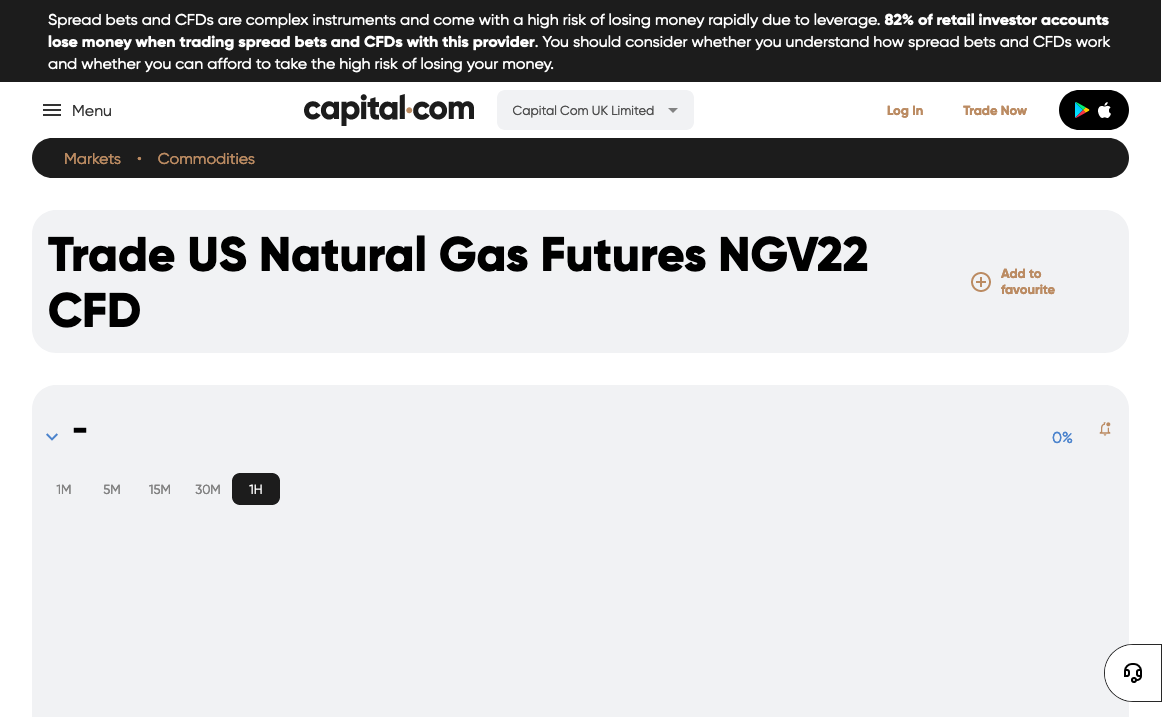 Spread bets and CFDs are complex instruments and come with a high risk of losing money rapidly due to leverage. 82% of retail investor accounts
lose money when trading spread bets and CFDs with this provider. You should consider whether you understand how spread bets and CFDs work
and whether you can afford to take the high risk of losing your money.
Menu
capital.com
Capital Com UK Limited
Log In
Trade Now
Markets • Commodities
Trade US Natural Gas Futures NGV22
CFD
Add to
favourite
-
0%
1M 5M 15M 30M 1H